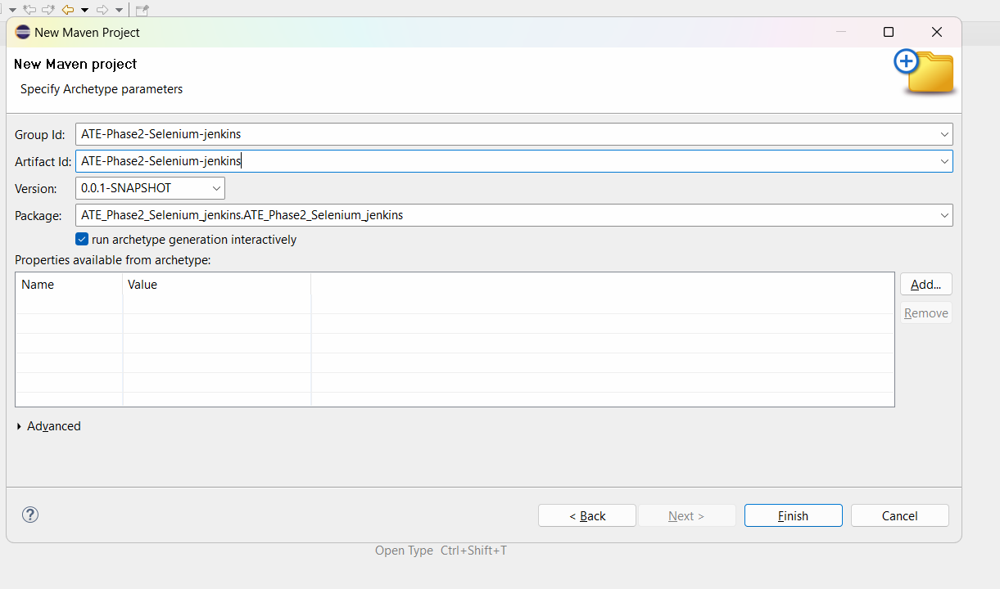 New Maven Project
New Maven project
Specify Archetype parameters
Group Id: ATE-Phase2-Selenium-jenkins
Artifact Id: ATE-Phase2-Selenium-jenkins
Version: 0.0.1-SNAPSHOT
Package: ATE_Phase2_Selenium_jenkins.ATE_Phase2_Selenium_jenkins
run archetype generation interactively
Properties available from archetype:
Name Value
Add...
Remove
Advanced
< Back Next > Finish Cancel
Open Type Ctrl+Shift+T